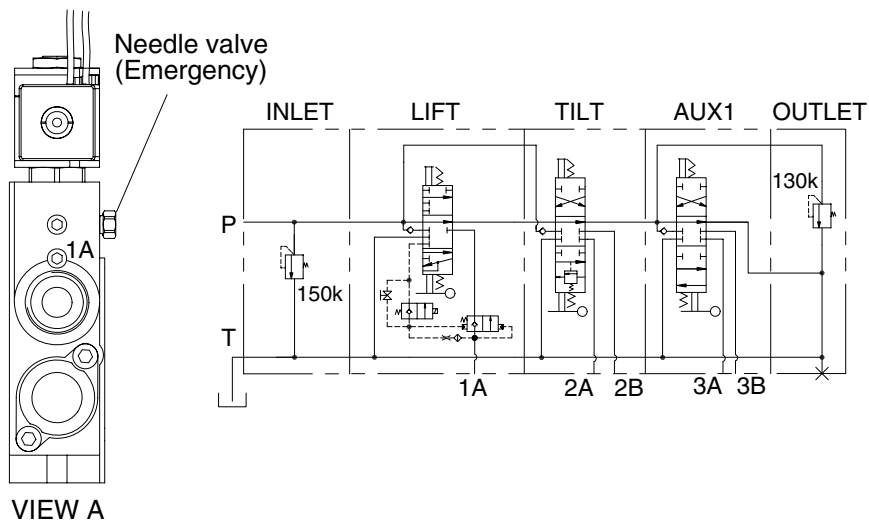 Needle valve
(Emergency)
INLET LIFT TILT AUX1 OUTLET
130k
P
1A
150k
T
1A 2A 2B 3A 3B
VIEW A